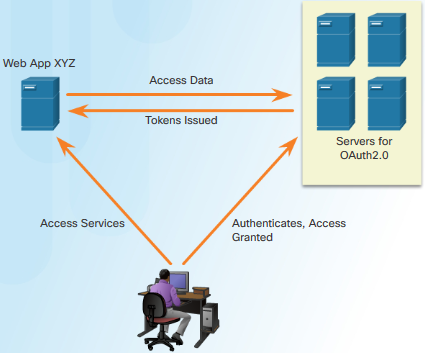 Web App XYZ
Access Data
Tokens Issued
Servers for
OAuth2.0
Access Services
Authenticates, Access
Granted